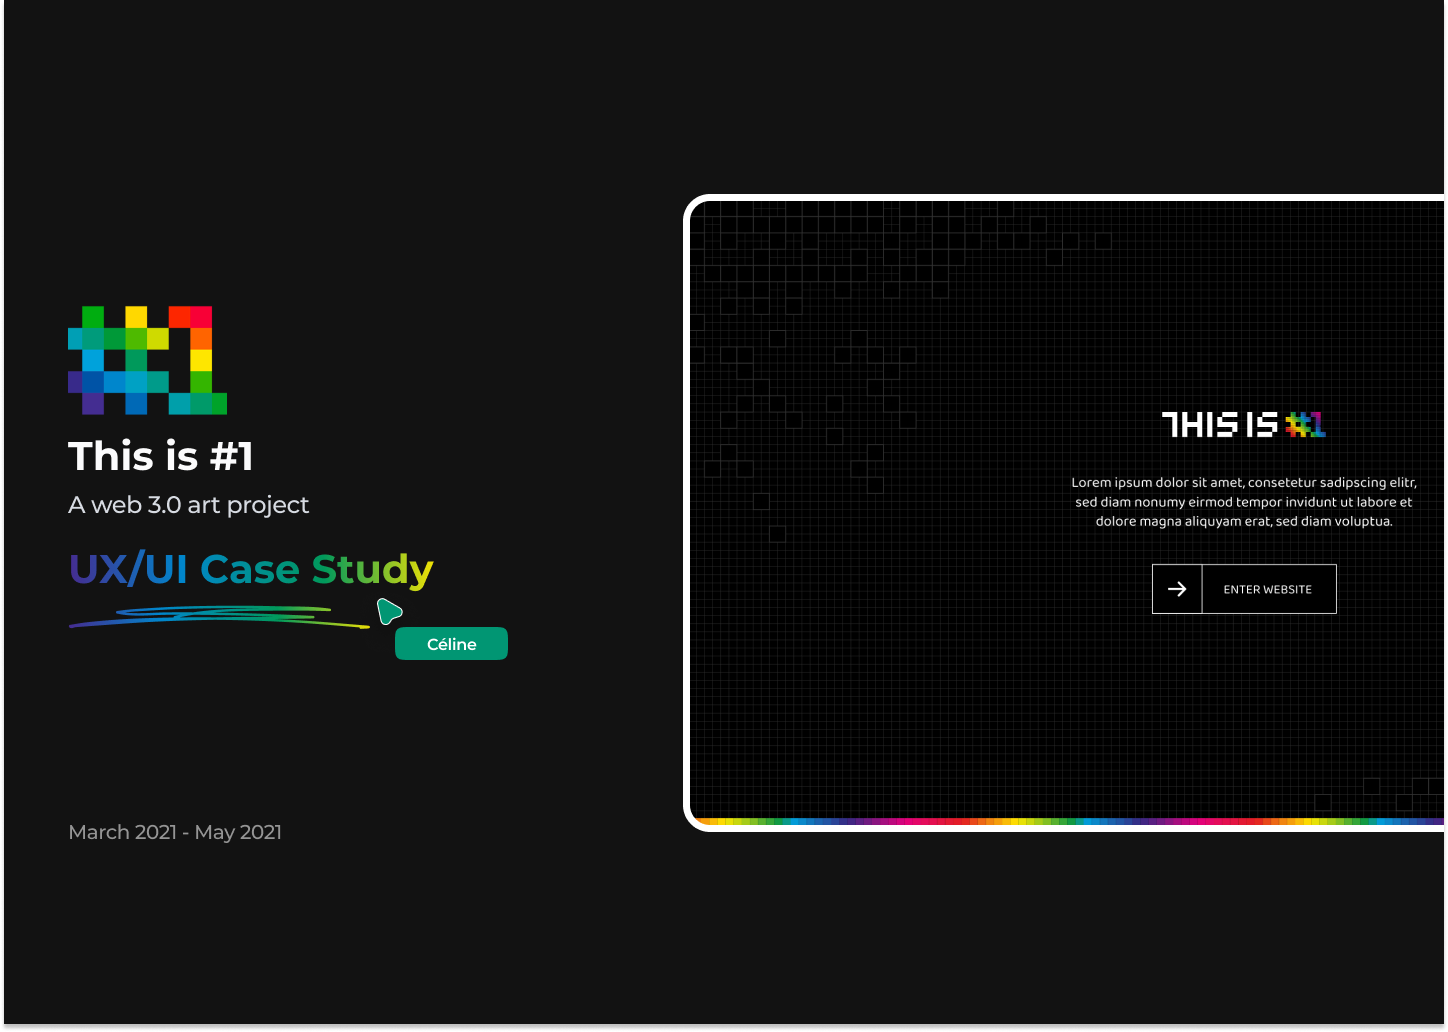 #1
This is #1
A web 3.0 art project
UX/UI Case Study
Céline
March 2021 - May 2021
THIS IS #1
Lorem ipsum dolor sit amet, consetetur sadipscing elitr,
sed diam nonumy eirmod tempor invidunt ut labore et
dolore magna aliquyam erat, sed diam voluptua.
ENTER WEBSITE